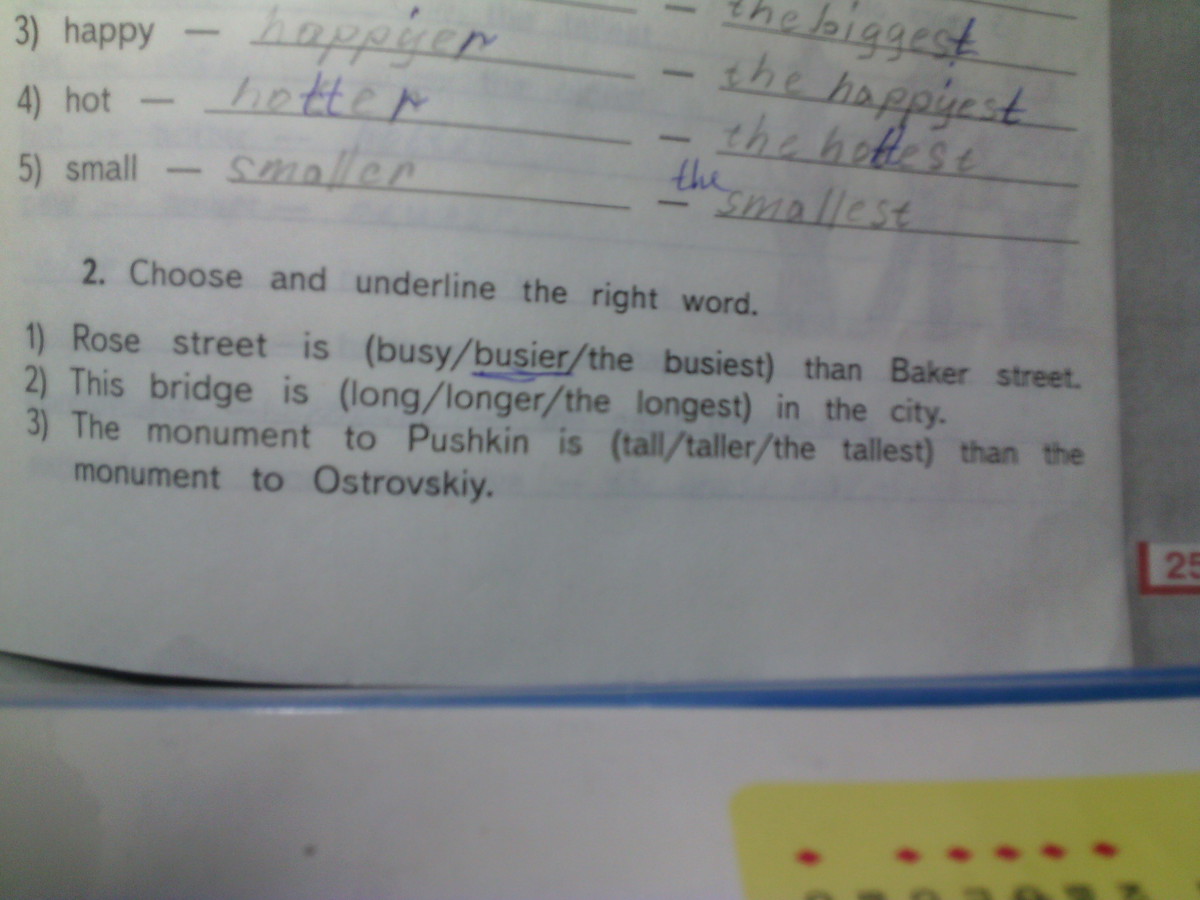 – the biggest
3) happy – happyer – the happyest
4) hot – hotter – the hottest
5) small – smaller – the smallest
2. Choose and underline the right word.
1) Rose street is (busy/busier/the busiest) than Baker street.
2) This bridge is (long/longer/the longest) in the city.
3) The monument to Pushkin is (tall/taller/the tallest) than the
monument to Ostrovskiy.
25